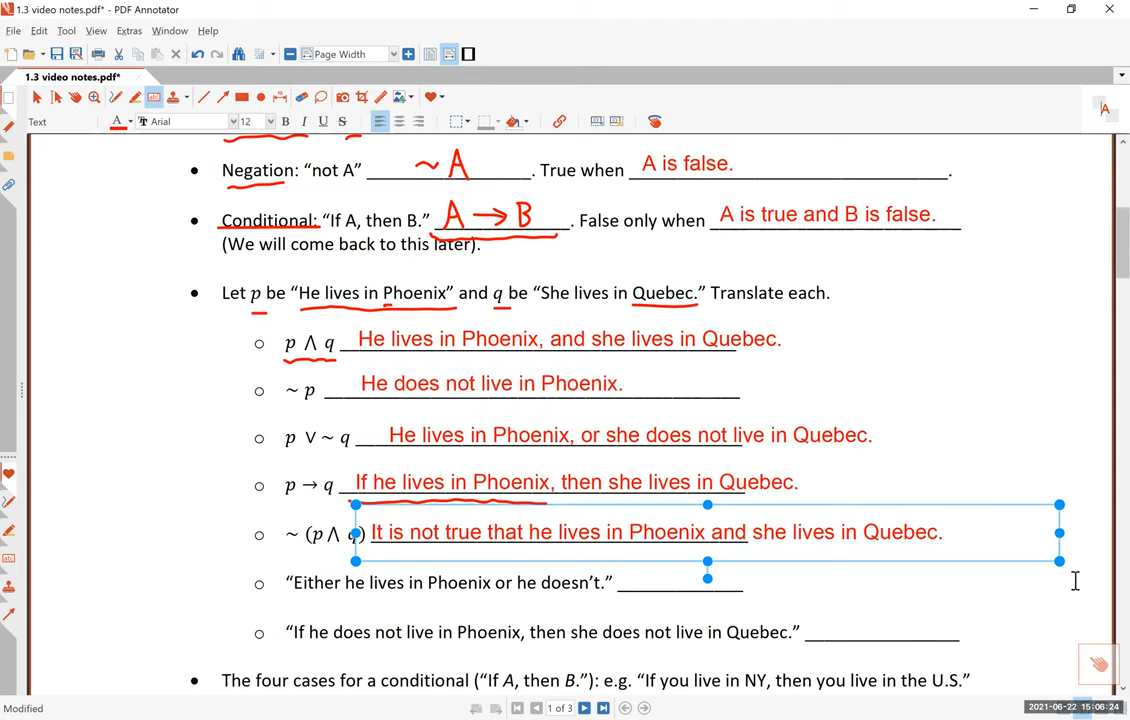 1.3 video notes.pdf* - PDF Annotator
File Edit Tool View Extras Window Help
Page Width
1.3 video notes.pdf*
Text A Arial 12 B I U S A
• Negation: “not A” ~A. True when A is false.
• Conditional: “If A, then B.” A → B. False only when A is true and B is false.
(We will come back to this later).
• Let p be “He lives in Phoenix” and q be “She lives in Quebec.” Translate each.
o p ∧ q He lives in Phoenix, and she lives in Quebec.
o ~ p He does not live in Phoenix.
o p ∨ ~ q He lives in Phoenix, or she does not live in Quebec.
o p → q If he lives in Phoenix, then she lives in Quebec.
o ~ (p ∧ q) It is not true that he lives in Phoenix and she lives in Quebec.
o “Either he lives in Phoenix or he doesn’t.” ____________
o “If he does not live in Phoenix, then she does not live in Quebec.” ____________
• The four cases for a conditional (“If A, then B.”): e.g. “If you live in NY, then you live in the U.S.”
Modified 1 of 3 2021-06-22 15:06:24